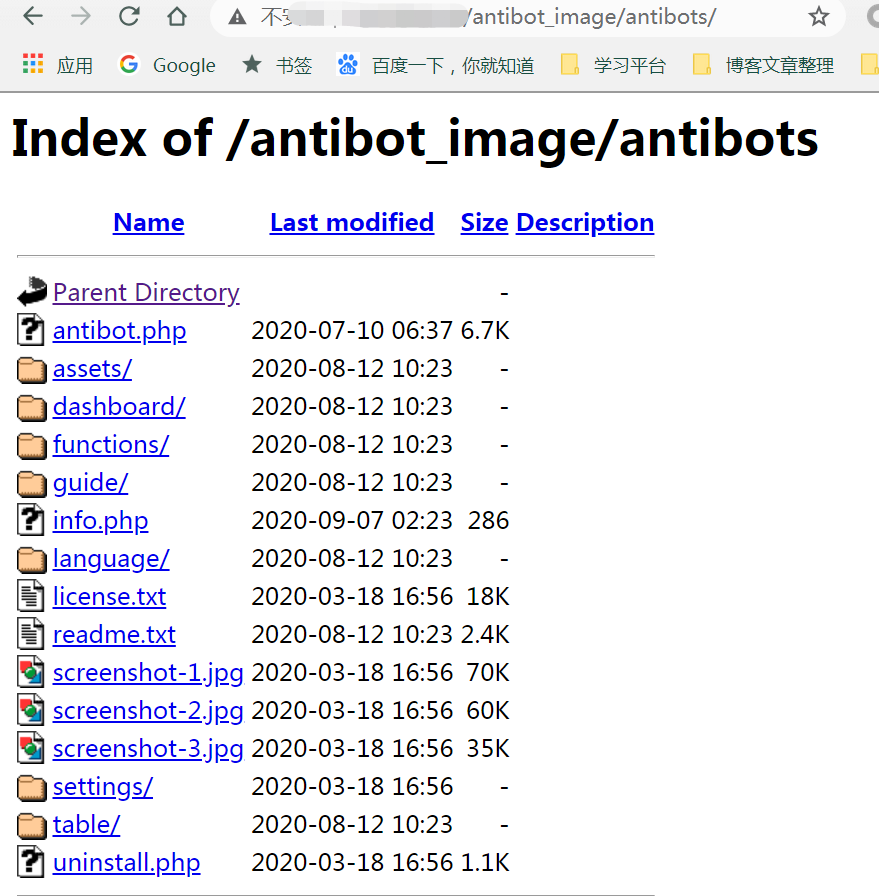 不安 /antibot_image/antibots/
应用 Google 书签 百度一下，你就知道 学习平台 博客文章整理
Index of /antibot_image/antibots
Name Last modified Size Description
Parent Directory -
antibot.php 2020-07-10 06:37 6.7K
assets/ 2020-08-12 10:23 -
dashboard/ 2020-08-12 10:23 -
functions/ 2020-08-12 10:23 -
guide/ 2020-08-12 10:23 -
info.php 2020-09-07 02:23 286
language/ 2020-08-12 10:23 -
license.txt 2020-03-18 16:56 18K
readme.txt 2020-08-12 10:23 2.4K
screenshot-1.jpg 2020-03-18 16:56 70K
screenshot-2.jpg 2020-03-18 16:56 60K
screenshot-3.jpg 2020-03-18 16:56 35K
settings/ 2020-03-18 16:56 -
table/ 2020-08-12 10:23 -
uninstall.php 2020-03-18 16:56 1.1K